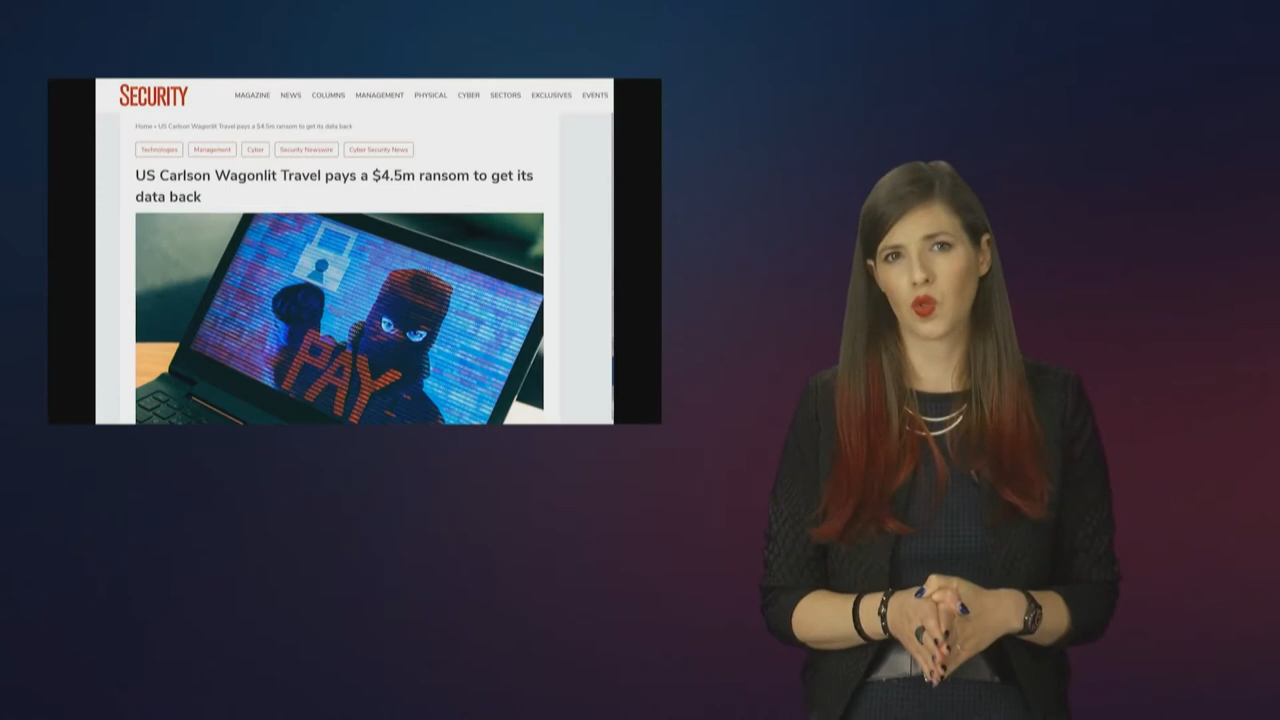 SECURITY
MAGAZINE NEWS COLUMNS MANAGEMENT PHYSICAL CYBER SECTORS EXCLUSIVES EVENTS
Home » US Carlson Wagonlit Travel pays a $4.5m ransom to get its data back
Technologies Management Cyber Security Newswire Cyber Security News
US Carlson Wagonlit Travel pays a $4.5m ransom to get its
data back
PAY